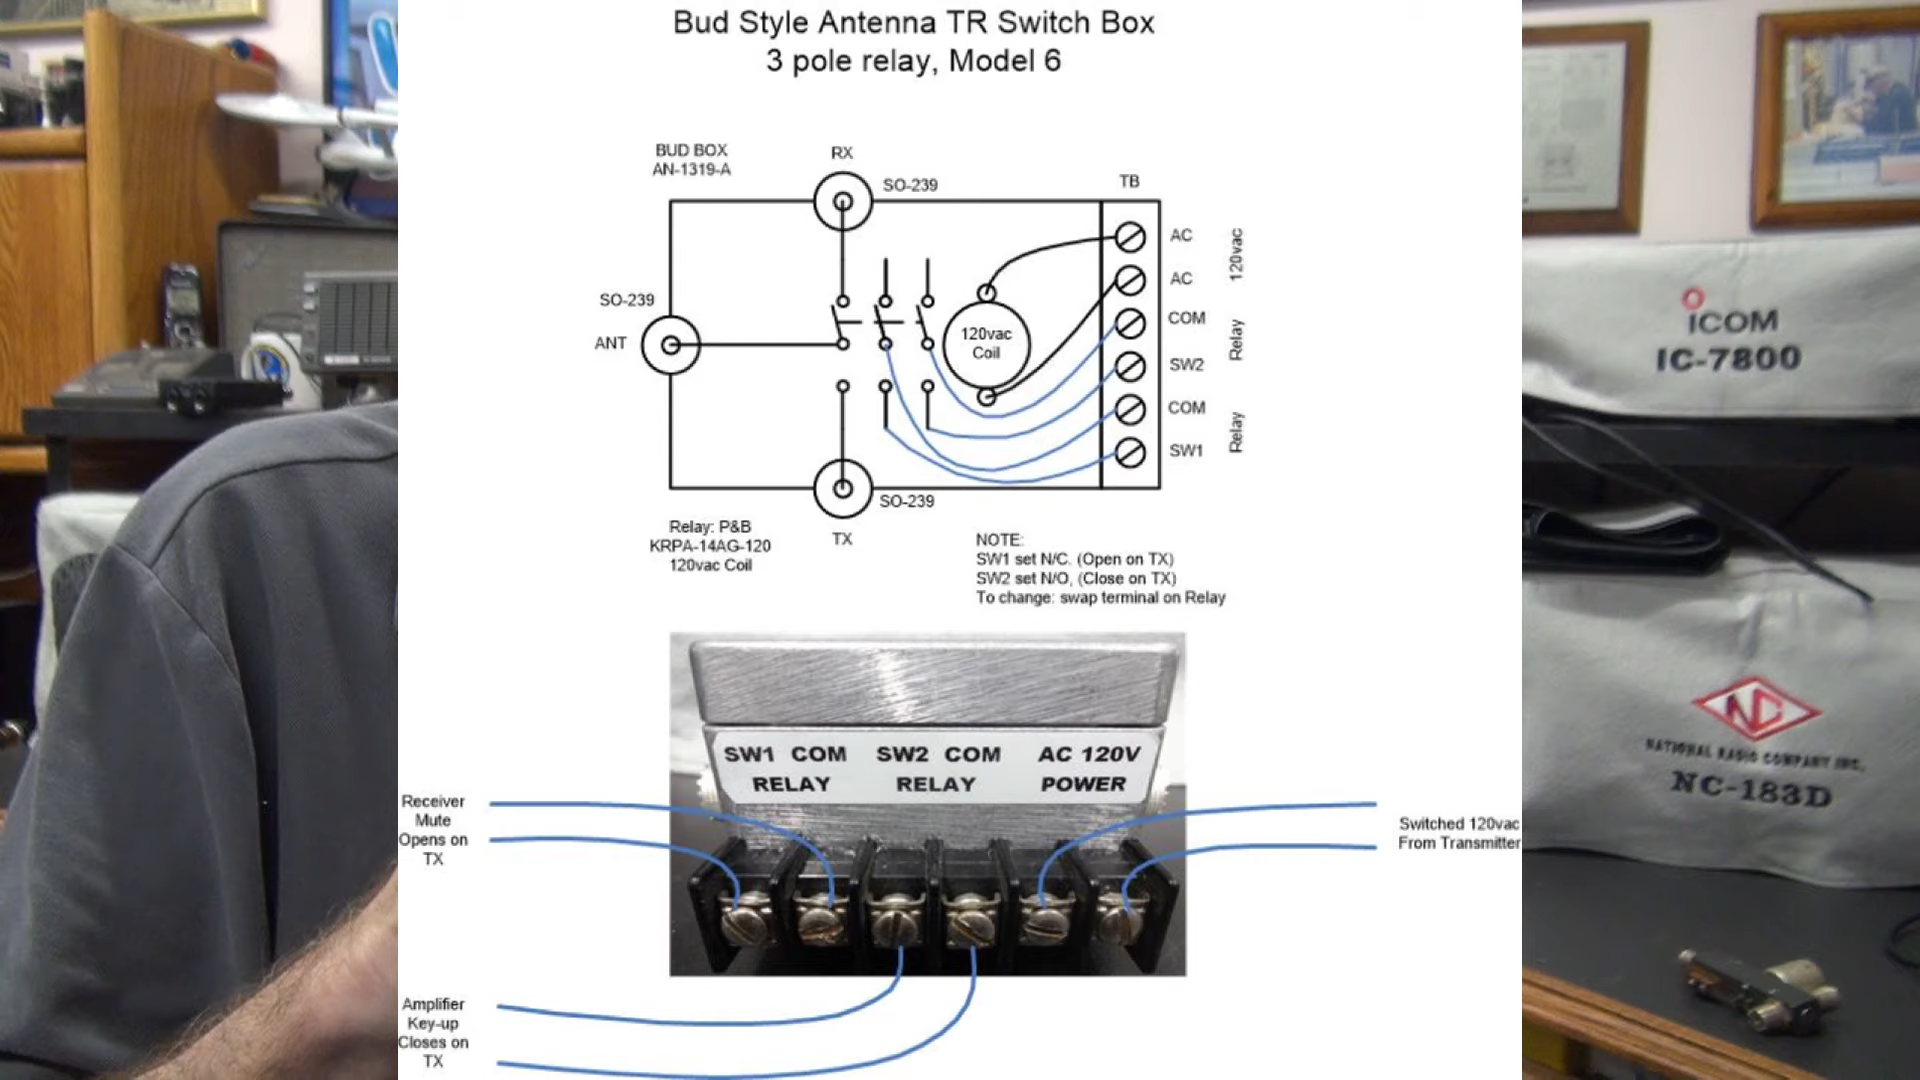 Bud Style Antenna TR Switch Box
3 pole relay, Model 6
BUD BOX
AN-1319-A
RX
SO-239
TB
AC
AC
120vac
COM
SW2
Relay
COM
SW1
Relay
SO-239
ANT
120vac
Coil
SO-239
TX
Relay: P&B
KRPA-14AG-120
120vac Coil
NOTE:
SW1 set N/C. (Open on TX)
SW2 set N/O, (Close on TX)
To change: swap terminal on Relay
SW1 COM SW2 COM AC 120V
RELAY RELAY POWER
Receiver
Mute
Opens on
TX
Switched 120vac
From Transmitter
Amplifier
Key-up
Closes on
TX
ICOM
IC-7800
NC
NATIONAL RADIO COMPANY INC.
NC-183D